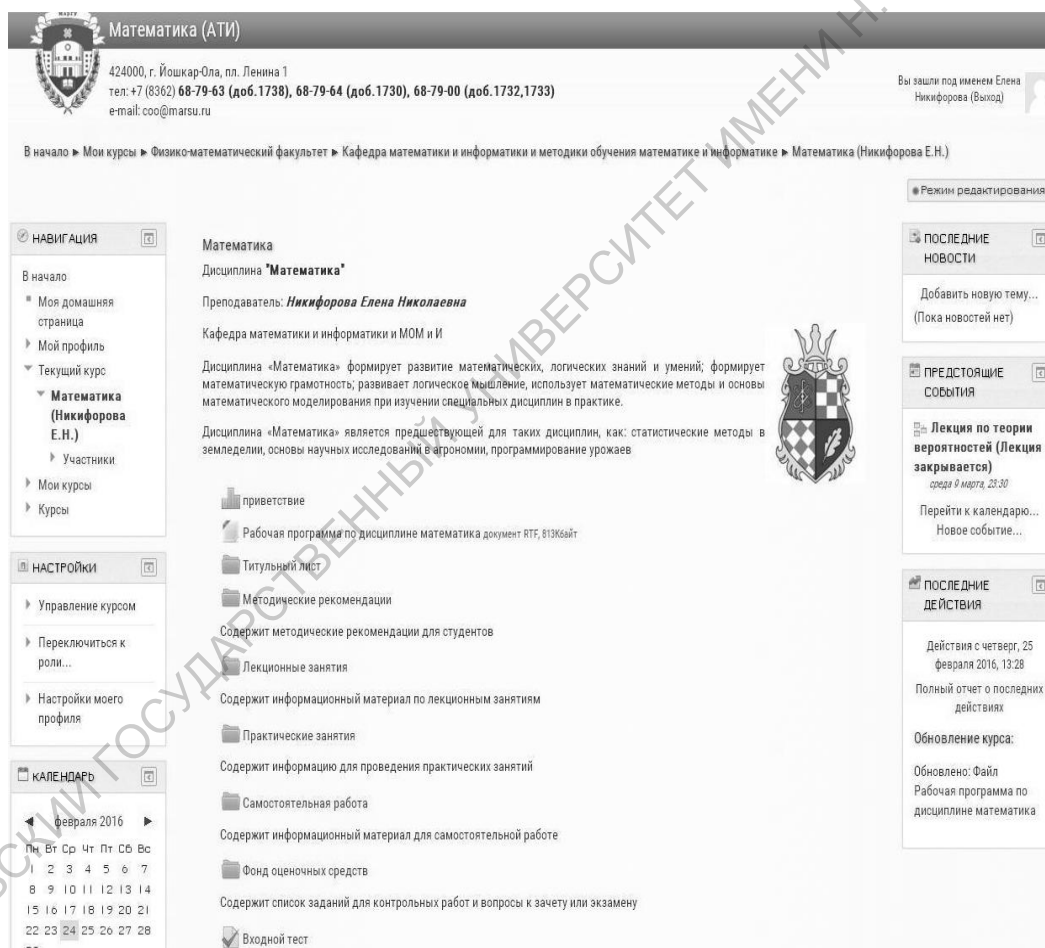 МАРГУ
Математика (АТИ)
424000, г. Йошкар-Ола, пл. Ленина 1
тел: +7 (8362) 68-79-63 (доб.1738), 68-79-64 (доб.1730), 68-79-00 (доб.1732,1733)
e-mail: coo@marsu.ru
Вы зашли под именем Елена
Никифорова (Выход)
В начало ► Мои курсы ► Физико-математический факультет ► Кафедра математики и информатики и методики обучения математике и информатике ► Математика (Никифорова Е.Н.)
Режим редактирования
НАВИГАЦИЯ
В начало
Моя домашняя
страница
Мой профиль
Текущий курс
Математика
(Никифорова
Е.Н.)
Участники
Мои курсы
Курсы
НАСТРОЙКИ
Управление курсом
Переключиться к
роли...
Настройки моего
профиля
КАЛЕНДАРЬ
◄ февраля 2016 ►
Пн Вт Ср Чт Пт Сб Вс
1 2 3 4 5 6 7
8 9 10 11 12 13 14
15 16 17 18 19 20 21
22 23 24 25 26 27 28
Математика
Дисциплина "Математика"
Преподаватель: Никифорова Елена Николаевна
Кафедра математики и информатики и МОМ и И
Дисциплина «Математика» формирует развитие математических, логических знаний и умений; формирует
математическую грамотность; развивает логическое мышление, использует математические методы и основы
математического моделирования при изучении специальных дисциплин в практике.
Дисциплина «Математика» является предшествующей для таких дисциплин, как: статистические методы в
земледелии, основы научных исследований в агрономии, программирование урожаев
приветствие
Рабочая программа по дисциплине математика документ RTF, 813Кбайт
Титульный лист
Методические рекомендации
Содержит методические рекомендации для студентов
Лекционные занятия
Содержит информационный материал по лекционным занятиям
Практические занятия
Содержит информацию для проведения практических занятий
Самостоятельная работа
Содержит информационный материал для самостоятельной работе
Фонд оценочных средств
Содержит список заданий для контрольных работ и вопросы к зачету или экзамену
Входной тест
ПОСЛЕДНИЕ
НОВОСТИ
Добавить новую тему...
(Пока новостей нет)
ПРЕДСТОЯЩИЕ
СОБЫТИЯ
Лекция по теории
вероятностей (Лекция
закрывается)
среда 9 марта, 23:30
Перейти к календарю...
Новое событие...
ПОСЛЕДНИЕ
ДЕЙСТВИЯ
Действия с четверг, 25
февраля 2016, 13:28
Полный отчет о последних
действиях
Обновление курса:
Обновлено: Файл
Рабочая программа по
дисциплине математика
ГОСУДАРСТВЕННЫЙ УНИВЕРСИТЕТ ИМЕНИ Н.